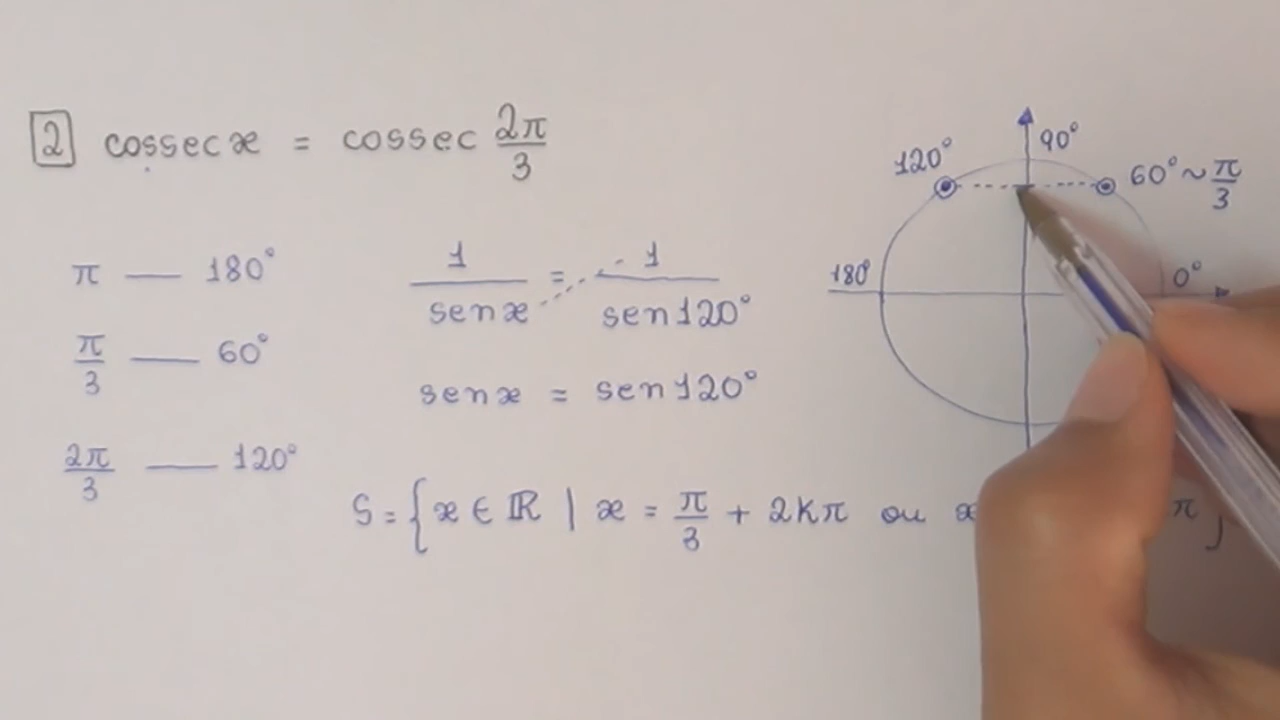 2 cossec x = cossec 2π/3
π — 180°
π/3 — 60°
2π/3 — 120°
1/sen x = 1/sen 120°
sen x = sen 120°
S = { x ∈ ℝ | x = π/3 + 2kπ ou x π }
90°
120°
60° ~ π/3
180°
0°